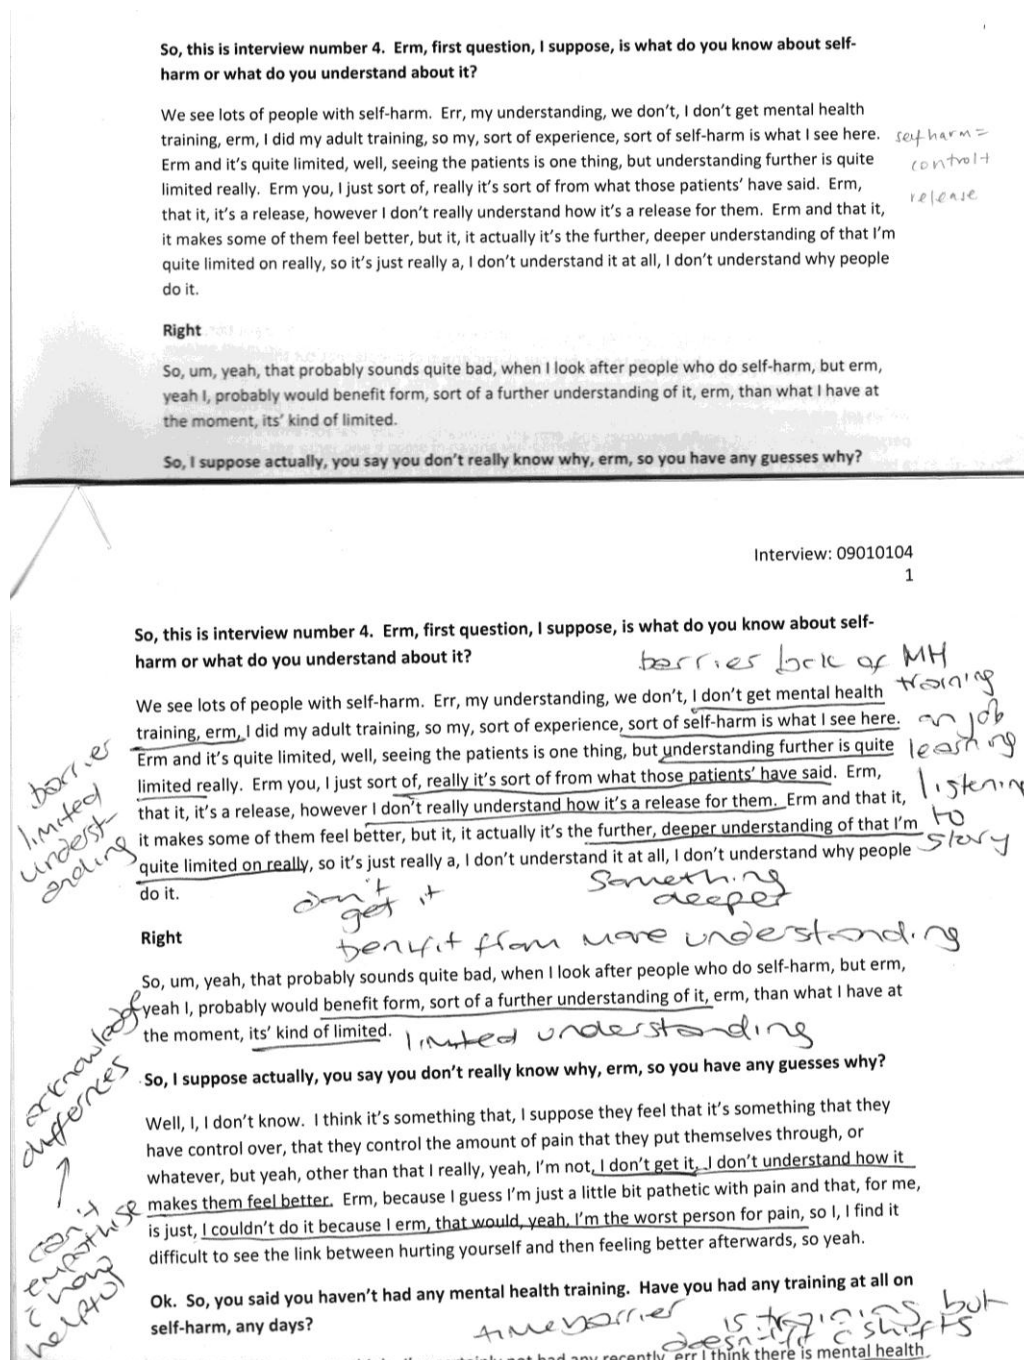 So, this is interview number 4. Erm, first question, I suppose, is what do you know about self-
harm or what do you understand about it?
We see lots of people with self-harm. Err, my understanding, we don't, I don't get mental health
training, erm, I did my adult training, so my, sort of experience, sort of self-harm is what I see here.
Erm and it's quite limited, well, seeing the patients is one thing, but understanding further is quite
limited really. Erm you, I just sort of, really it's sort of from what those patients' have said. Erm,
that it, it's a release, however I don't really understand how it's a release for them. Erm and that it,
it makes some of them feel better, but it, it actually it's the further, deeper understanding of that I'm
quite limited on really, so it's just really a, I don't understand it at all, I don't understand why people
do it.
self harm =
control +
release
Right
So, um, yeah, that probably sounds quite bad, when I look after people who do self-harm, but erm,
yeah I, probably would benefit form, sort of a further understanding of it, erm, than what I have at
the moment, its' kind of limited.
So, I suppose actually, you say you don't really know why, erm, so you have any guesses why?
Interview: 09010104
1
So, this is interview number 4. Erm, first question, I suppose, is what do you know about self-
harm or what do you understand about it?
barrier lack of MH
training
We see lots of people with self-harm. Err, my understanding, we don't, I don't get mental health
training, erm, I did my adult training, so my, sort of experience, sort of self-harm is what I see here.
Erm and it's quite limited, well, seeing the patients is one thing, but understanding further is quite
limited really. Erm you, I just sort of, really it's sort of from what those patients' have said. Erm,
that it, it's a release, however I don't really understand how it's a release for them. Erm and that it,
it makes some of them feel better, but it, it actually it's the further, deeper understanding of that I'm
quite limited on really, so it's just really a, I don't understand it at all, I don't understand why people
do it.
on job
learning
listening
to
story
barrier
limited
underst-
anding
don't
get it
something
deeper
Right
benifit from more understanding
So, um, yeah, that probably sounds quite bad, when I look after people who do self-harm, but erm,
yeah I, probably would benefit form, sort of a further understanding of it, erm, than what I have at
the moment, its' kind of limited.
limited understanding
acknowledge
differences
So, I suppose actually, you say you don't really know why, erm, so you have any guesses why?
Well, I, I don't know. I think it's something that, I suppose they feel that it's something that they
have control over, that they control the amount of pain that they put themselves through, or
whatever, but yeah, other than that I really, yeah, I'm not, I don't get it, I don't understand how it
makes them feel better. Erm, because I guess I'm just a little bit pathetic with pain and that, for me,
is just, I couldn't do it because I erm, that would, yeah, I'm the worst person for pain, so I, I find it
difficult to see the link between hurting yourself and then feeling better afterwards, so yeah.
can't
empathise
c how
helpful
Ok. So, you said you haven't had any mental health training. Have you had any training at all on
self-harm, any days?
time barrier
is training but
doesn't fit c shifts
not had any recently, err I think there is mental health